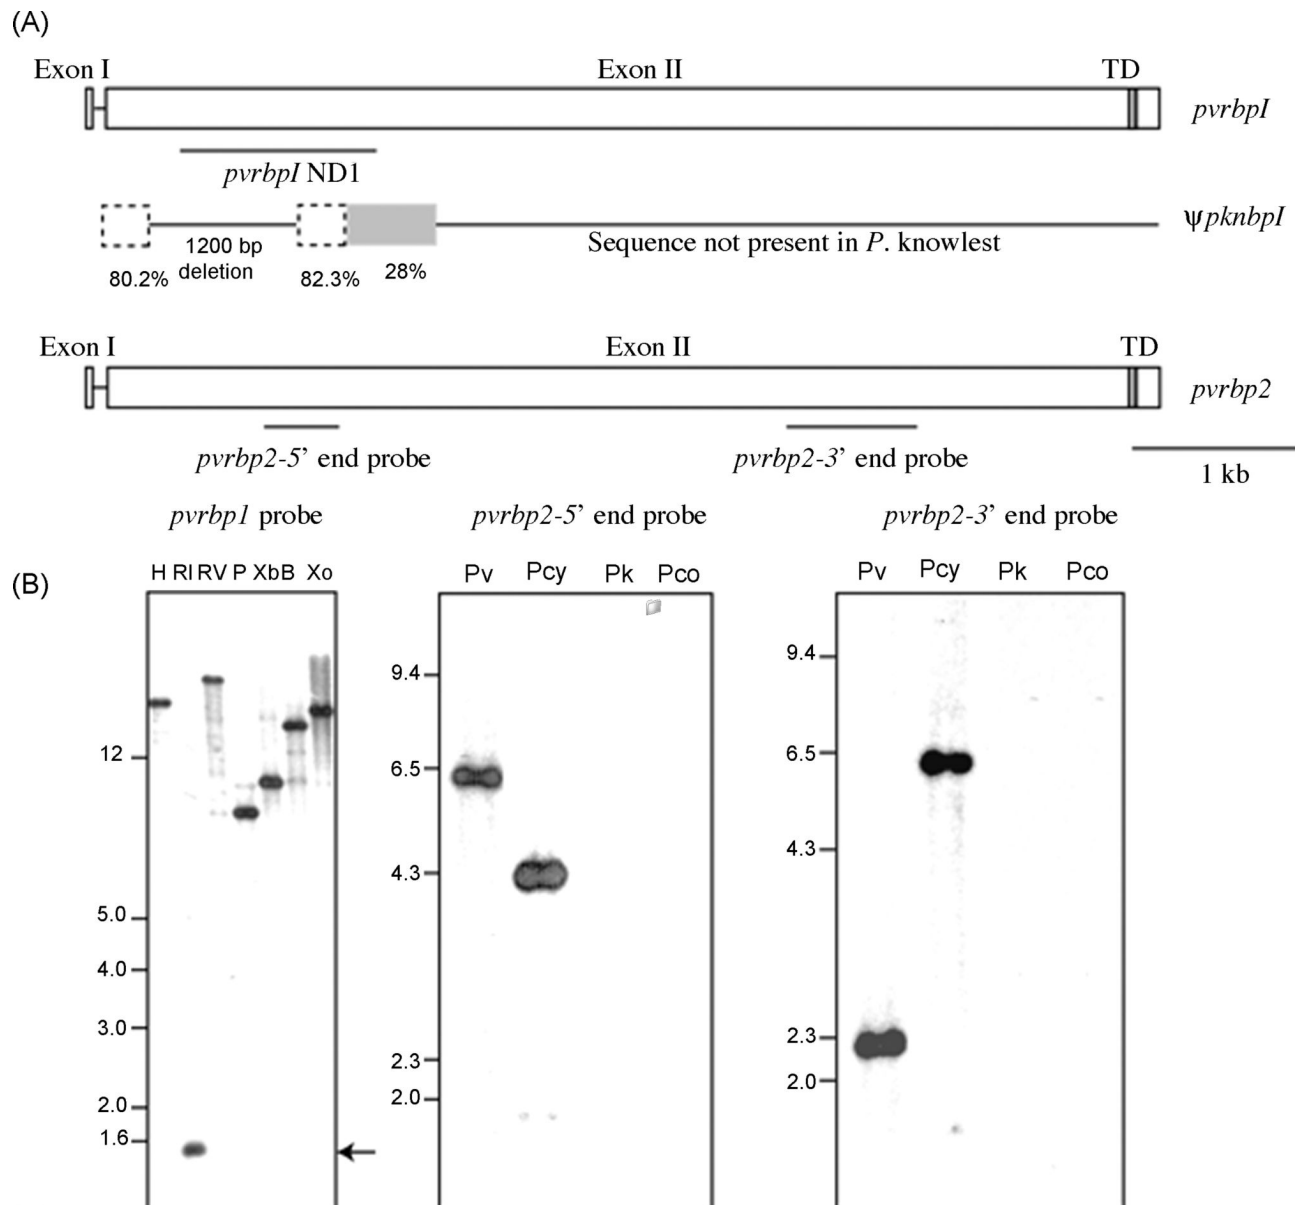 (A)
Exon I Exon II TD
pvrbpI
pvrbpI ND1
ψpknbpI
1200 bp
deletion
Sequence not present in P. knowlest
80.2% 82.3% 28%
Exon I Exon II TD
pvrbp2
pvrbp2-5’ end probe pvrbp2-3’ end probe
1 kb
pvrbp1 probe pvrbp2-5’ end probe pvrbp2-3’ end probe
(B)
H RI RV P XbB Xo
12
5.0
4.0
3.0
2.0
1.6
Pv Pcy Pk Pco
9.4
6.5
4.3
2.3
2.0
Pv Pcy Pk Pco
9.4
6.5
4.3
2.3
2.0